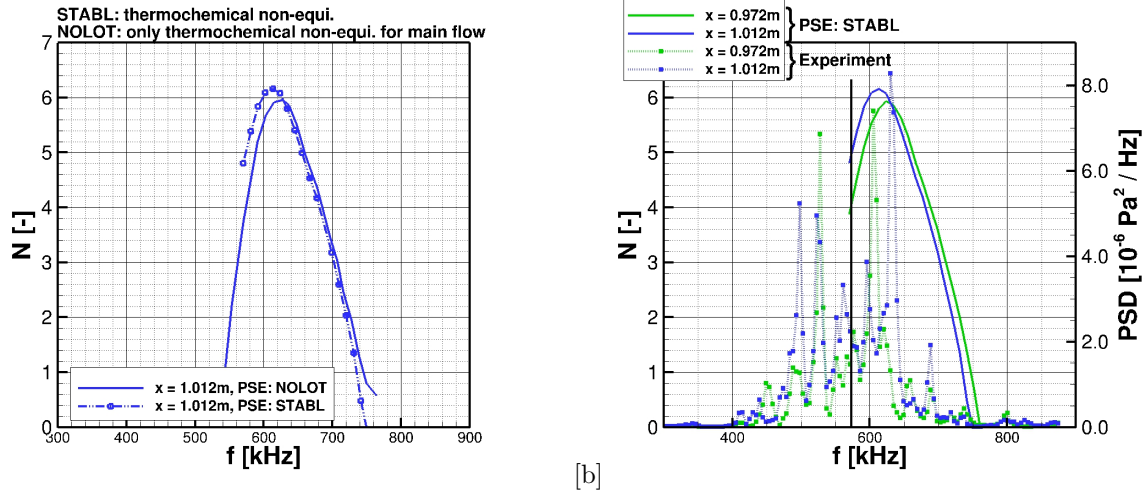 STABL: thermochemical non-equi.
NOLOT: only thermochemical non-equi. for main flow
7
6
5
4
3
2
1
0
N [-]
x = 1.012m, PSE: NOLOT
x = 1.012m, PSE: STABL
300 400 500 600 700 800 900
f [kHz]
[b]
x = 0.972m
x = 1.012m
PSE: STABL
x = 0.972m
x = 1.012m
Experiment
6
5
4
3
2
1
0
N [-]
8.0
6.0
4.0
2.0
0.0
PSD [10⁻⁶ Pa² / Hz]
400 600 800
f [kHz]